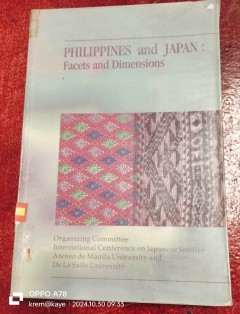 PHILIPPINES and JAPAN :
Facets and Dimensions
Organizing Committee
International Conference on Japanese Studies
Ateneo de Manila University and
De La Salle University
OPPO A78
krem@kaye | 2024.10.30 09:33